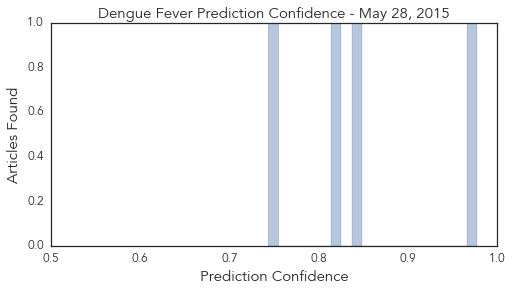 Dengue Fever Prediction Confidence - May 28, 2015
1.0
0.8
0.6
0.4
0.2
0.0
Articles Found
0.5 0.6 0.7 0.8 0.9 1.0
Prediction Confidence